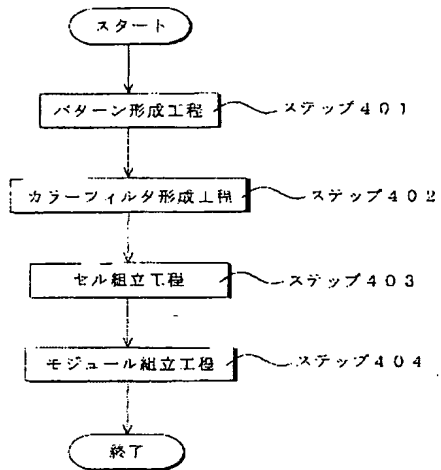 スタート
パターン形成工程 ステップ401
カラーフィルタ形成工程 ステップ402
セル組立工程 ステップ403
モジュール組立工程 ステップ404
終了